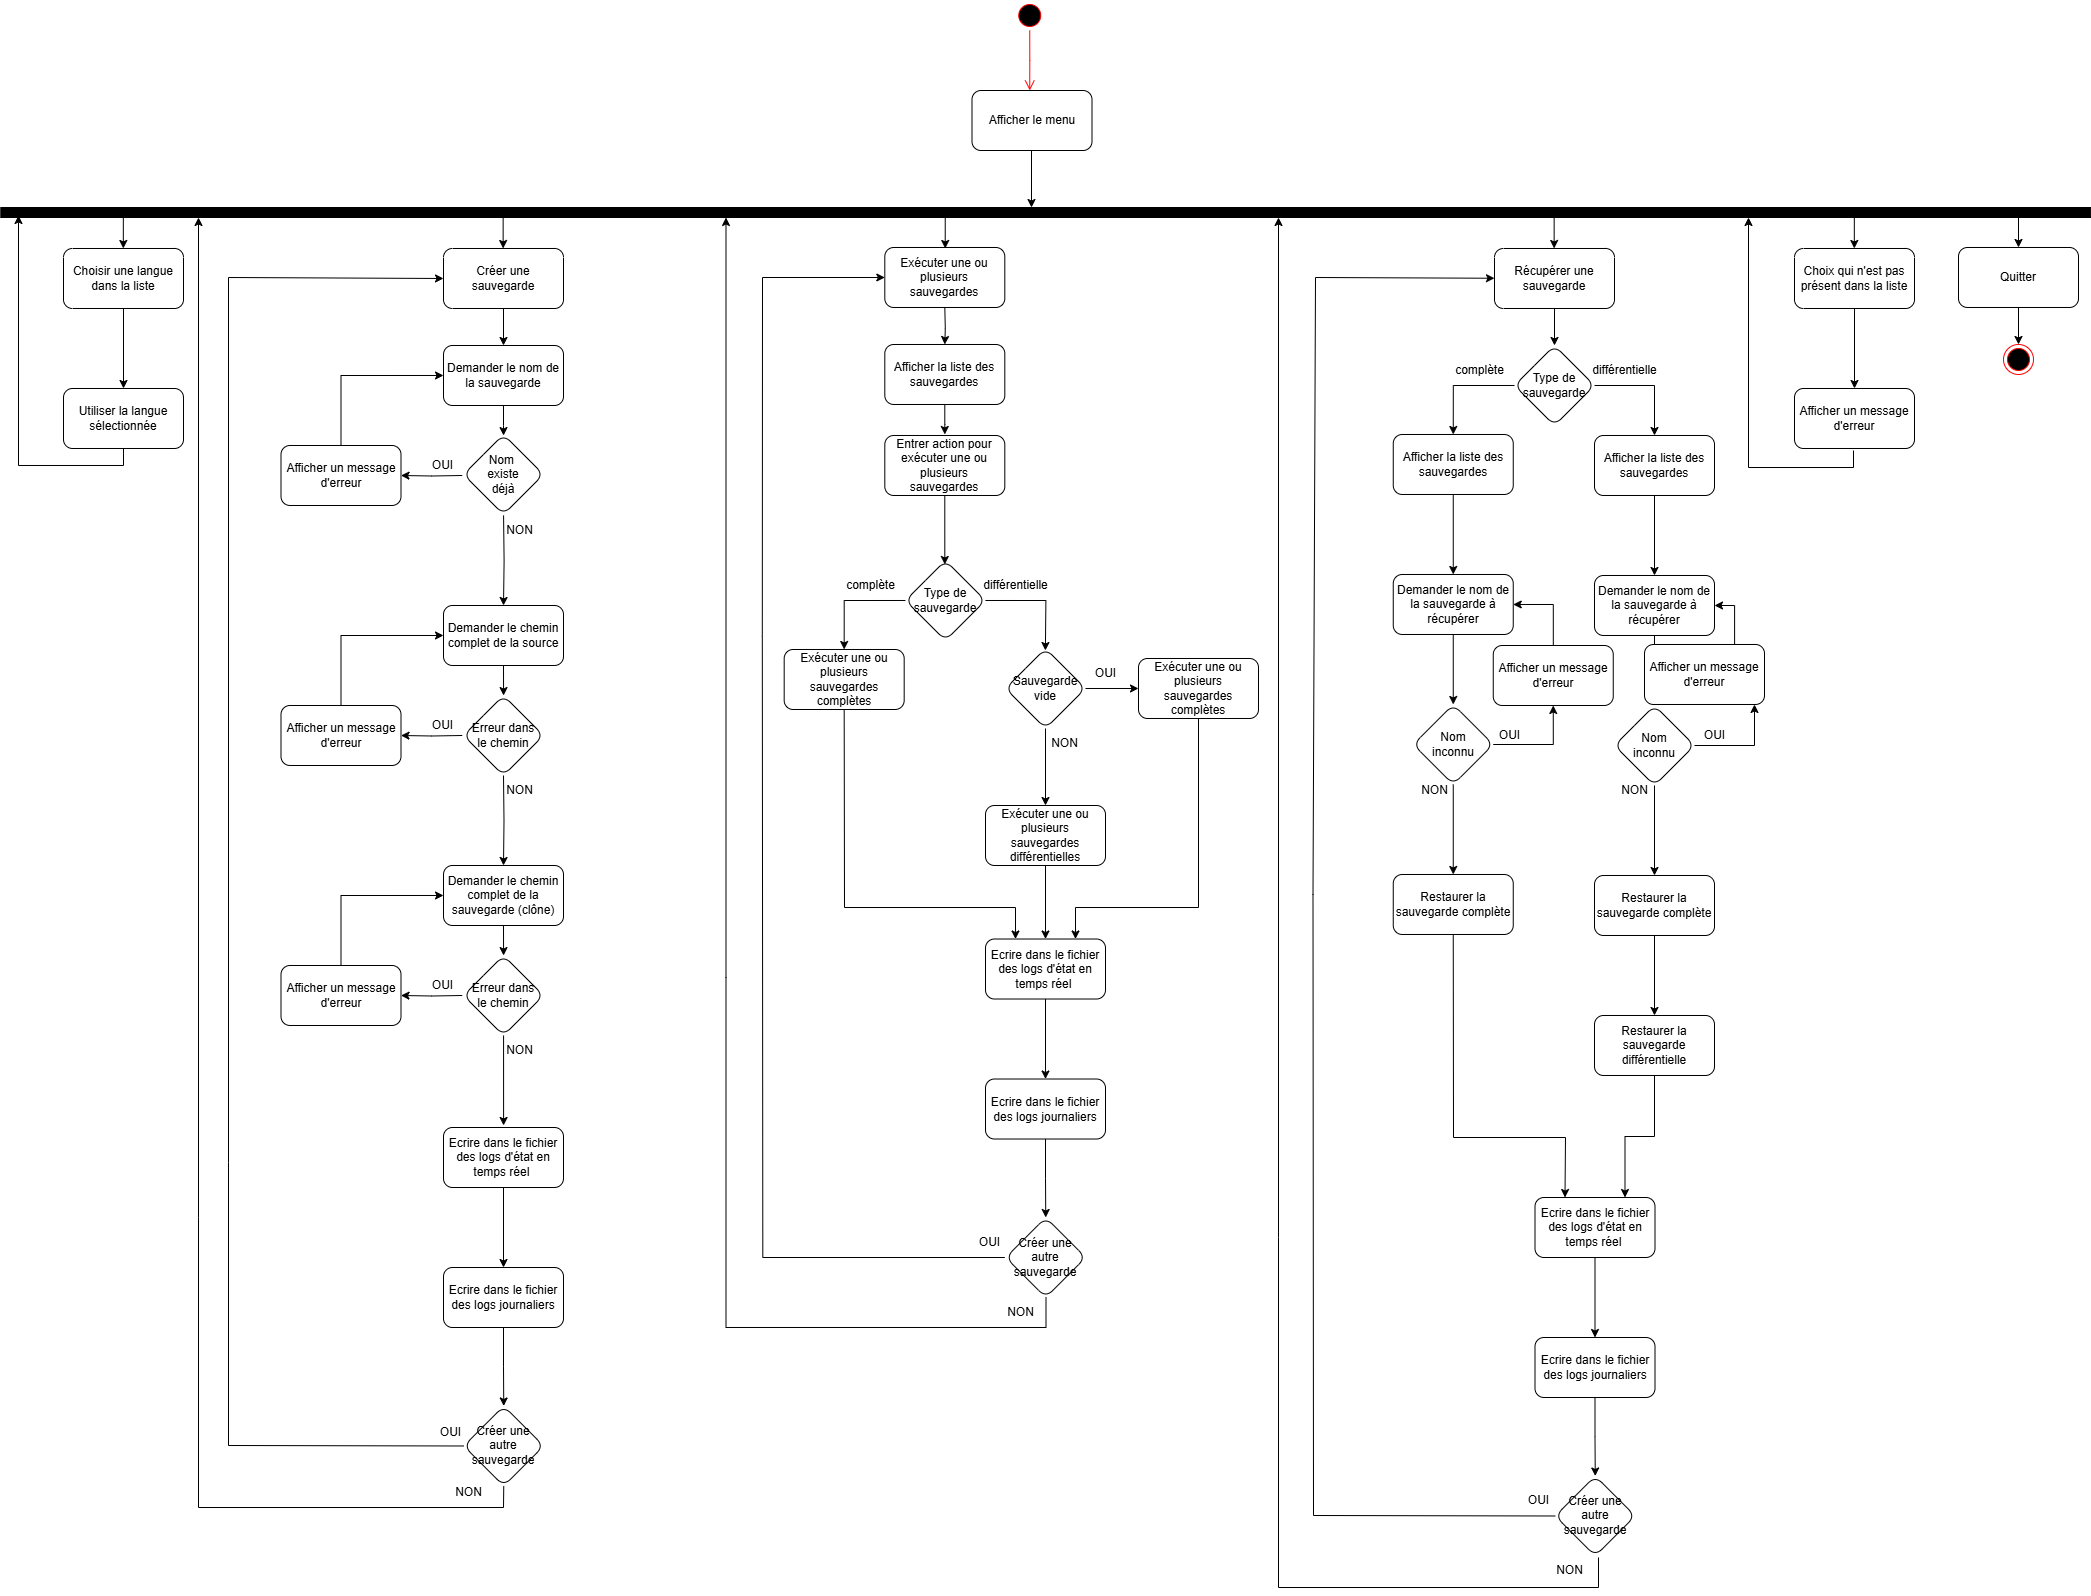 Afficher le menu
Choisir une langue
dans la liste
Utiliser la langue
sélectionnée
Créer une
sauvegarde
Demander le nom de
la sauvegarde
Nom
existe
déjà
OUI
Afficher un message
d'erreur
NON
Demander le chemin
complet de la source
Erreur dans
le chemin
OUI
Afficher un message
d'erreur
NON
Demander le chemin
complet de la
sauvegarde (clône)
Erreur dans
le chemin
OUI
Afficher un message
d'erreur
NON
Ecrire dans le fichier
des logs d'état en
temps réel
Ecrire dans le fichier
des logs journaliers
Créer une
autre
sauvegarde
OUI
NON
Exécuter une ou
plusieurs
sauvegardes
Afficher la liste des
sauvegardes
Entrer action pour
exécuter une ou
plusieurs
sauvegardes
Type de
sauvegarde
complète
différentielle
Exécuter une ou
plusieurs
sauvegardes
complètes
Sauvegarde
vide
OUI
Exécuter une ou
plusieurs
sauvegardes
complètes
NON
Exécuter une ou
plusieurs
sauvegardes
différentielles
Ecrire dans le fichier
des logs d'état en
temps réel
Ecrire dans le fichier
des logs journaliers
Créer une
autre
sauvegarde
OUI
NON
Récupérer une
sauvegarde
Type de
sauvegarde
complète
différentielle
Afficher la liste des
sauvegardes
Demander le nom de
la sauvegarde à
récupérer
Afficher un message
d'erreur
Nom
inconnu
OUI
NON
Restaurer la
sauvegarde complète
Afficher la liste des
sauvegardes
Demander le nom de
la sauvegarde à
récupérer
Afficher un message
d'erreur
Nom
inconnu
OUI
NON
Restaurer la
sauvegarde complète
Restaurer la
sauvegarde
différentielle
Ecrire dans le fichier
des logs d'état en
temps réel
Ecrire dans le fichier
des logs journaliers
Créer une
autre
sauvegarde
OUI
NON
Choix qui n'est pas
présent dans la liste
Afficher un message
d'erreur
Quitter